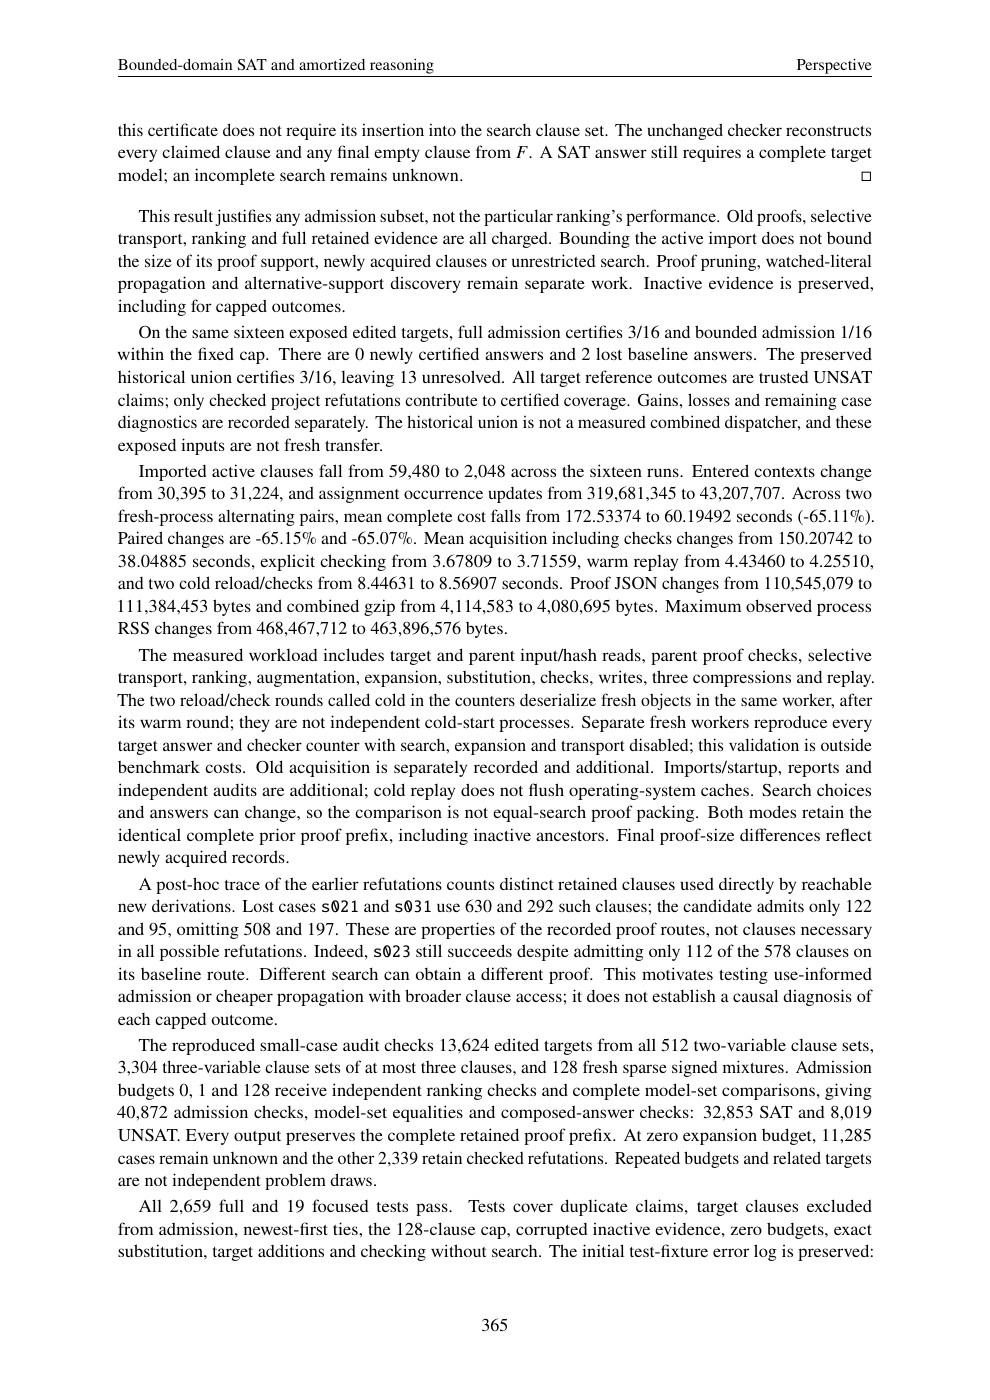 Bounded-domain SAT and amortized reasoning Perspective
this certificate does not require its insertion into the search clause set. The unchanged checker reconstructs
every claimed clause and any final empty clause from F. A SAT answer still requires a complete target
model; an incomplete search remains unknown. □
This result justifies any admission subset, not the particular ranking's performance. Old proofs, selective
transport, ranking and full retained evidence are all charged. Bounding the active import does not bound
the size of its proof support, newly acquired clauses or unrestricted search. Proof pruning, watched-literal
propagation and alternative-support discovery remain separate work. Inactive evidence is preserved,
including for capped outcomes.
On the same sixteen exposed edited targets, full admission certifies 3/16 and bounded admission 1/16
within the fixed cap. There are 0 newly certified answers and 2 lost baseline answers. The preserved
historical union certifies 3/16, leaving 13 unresolved. All target reference outcomes are trusted UNSAT
claims; only checked project refutations contribute to certified coverage. Gains, losses and remaining case
diagnostics are recorded separately. The historical union is not a measured combined dispatcher, and these
exposed inputs are not fresh transfer.
Imported active clauses fall from 59,480 to 2,048 across the sixteen runs. Entered contexts change
from 30,395 to 31,224, and assignment occurrence updates from 319,681,345 to 43,207,707. Across two
fresh-process alternating pairs, mean complete cost falls from 172.53374 to 60.19492 seconds (-65.11%).
Paired changes are -65.15% and -65.07%. Mean acquisition including checks changes from 150.20742 to
38.04885 seconds, explicit checking from 3.67809 to 3.71559, warm replay from 4.43460 to 4.25510,
and two cold reload/checks from 8.44631 to 8.56907 seconds. Proof JSON changes from 110,545,079 to
111,384,453 bytes and combined gzip from 4,114,583 to 4,080,695 bytes. Maximum observed process
RSS changes from 468,467,712 to 463,896,576 bytes.
The measured workload includes target and parent input/hash reads, parent proof checks, selective
transport, ranking, augmentation, expansion, substitution, checks, writes, three compressions and replay.
The two reload/check rounds called cold in the counters deserialize fresh objects in the same worker, after
its warm round; they are not independent cold-start processes. Separate fresh workers reproduce every
target answer and checker counter with search, expansion and transport disabled; this validation is outside
benchmark costs. Old acquisition is separately recorded and additional. Imports/startup, reports and
independent audits are additional; cold replay does not flush operating-system caches. Search choices
and answers can change, so the comparison is not equal-search proof packing. Both modes retain the
identical complete prior proof prefix, including inactive ancestors. Final proof-size differences reflect
newly acquired records.
A post-hoc trace of the earlier refutations counts distinct retained clauses used directly by reachable
new derivations. Lost cases s021 and s031 use 630 and 292 such clauses; the candidate admits only 122
and 95, omitting 508 and 197. These are properties of the recorded proof routes, not clauses necessary
in all possible refutations. Indeed, s023 still succeeds despite admitting only 112 of the 578 clauses on
its baseline route. Different search can obtain a different proof. This motivates testing use-informed
admission or cheaper propagation with broader clause access; it does not establish a causal diagnosis of
each capped outcome.
The reproduced small-case audit checks 13,624 edited targets from all 512 two-variable clause sets,
3,304 three-variable clause sets of at most three clauses, and 128 fresh sparse signed mixtures. Admission
budgets 0, 1 and 128 receive independent ranking checks and complete model-set comparisons, giving
40,872 admission checks, model-set equalities and composed-answer checks: 32,853 SAT and 8,019
UNSAT. Every output preserves the complete retained proof prefix. At zero expansion budget, 11,285
cases remain unknown and the other 2,339 retain checked refutations. Repeated budgets and related targets
are not independent problem draws.
All 2,659 full and 19 focused tests pass. Tests cover duplicate claims, target clauses excluded
from admission, newest-first ties, the 128-clause cap, corrupted inactive evidence, zero budgets, exact
substitution, target additions and checking without search. The initial test-fixture error log is preserved:
365